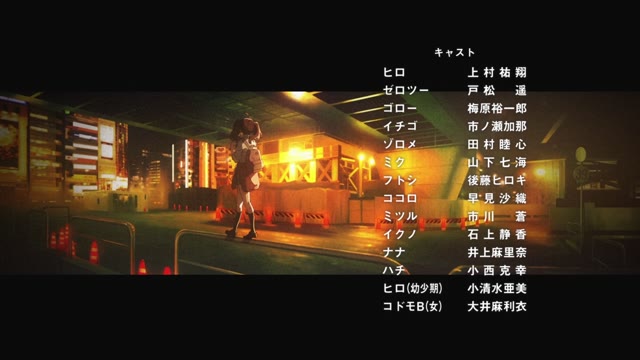 キャスト
ヒロ 上村祐翔
ゼロツー 戸松 遥
ゴロー 梅原裕一郎
イチゴ 市ノ瀬加那
ゾロメ 田村睦心
ミク 山下七海
フトシ 後藤ヒロキ
ココロ 早見沙織
ミツル 市川 蒼
イクノ 石上静香
ナナ 井上麻里奈
ハチ 小西克幸
ヒロ(幼少期) 小清水亜美
コドモB(女) 大井麻利衣